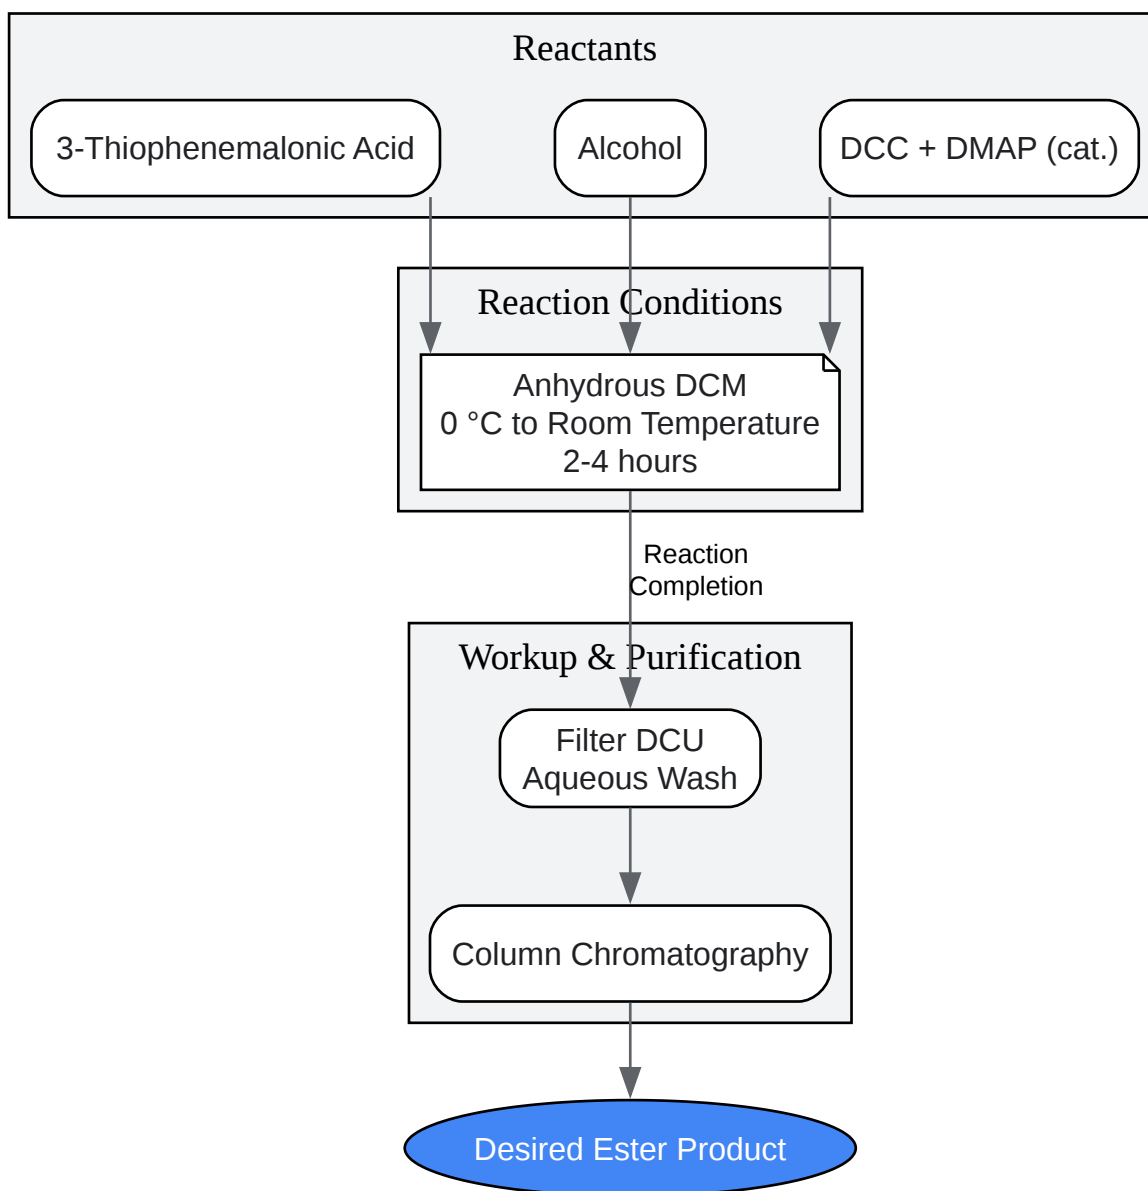 Reactants
3-Thiophenemalonic Acid
Alcohol
DCC + DMAP (cat.)
Reaction Conditions
Anhydrous DCM
0 °C to Room Temperature
2-4 hours
Reaction
Completion
Workup & Purification
Filter DCU
Aqueous Wash
Column Chromatography
Desired Ester Product